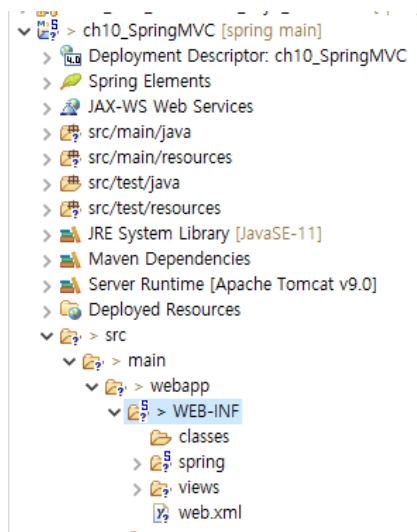 > ch10_SpringMVC [spring main]
Deployment Descriptor: ch10_SpringMVC
Spring Elements
JAX-WS Web Services
src/main/java
src/main/resources
src/test/java
src/test/resources
JRE System Library [JavaSE-11]
Maven Dependencies
Server Runtime [Apache Tomcat v9.0]
Deployed Resources
> src
> main
> webapp
> WEB-INF
classes
spring
views
web.xml